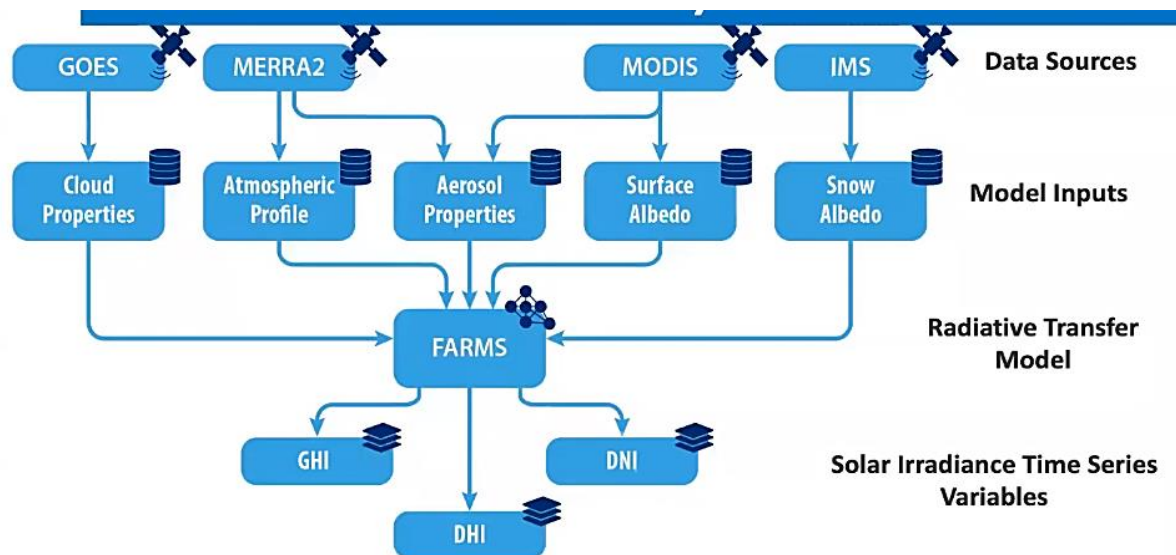 GOES
MERRA2
MODIS
IMS
Data Sources
Cloud
Properties
Atmospheric
Profile
Aerosol
Properties
Surface
Albedo
Snow
Albedo
Model Inputs
FARMS
Radiative Transfer
Model
GHI
DNI
DHI
Solar Irradiance Time Series
Variables